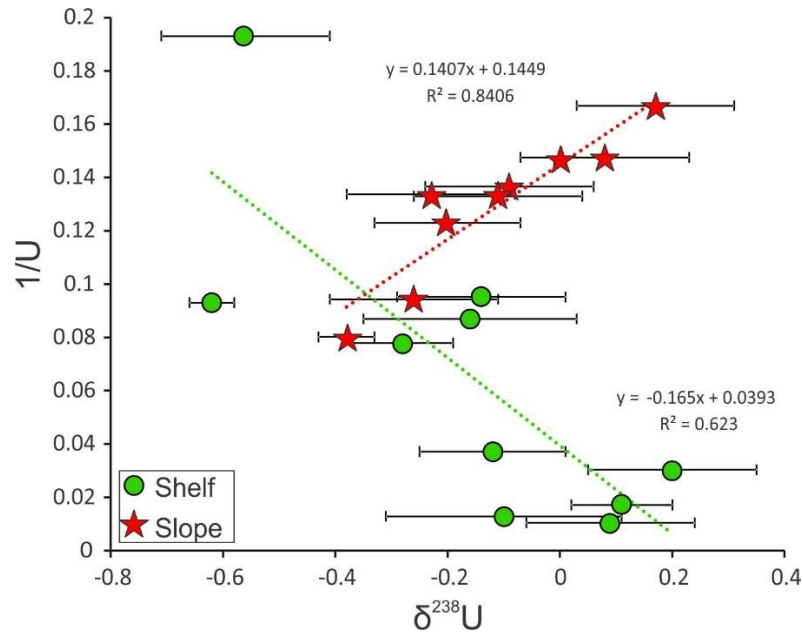 0.2
0.18
0.16
0.14
0.12
0.1
0.08
0.06
0.04
0.02
0
1/U
y = 0.1407x + 0.1449
R² = 0.8406
y = -0.165x + 0.0393
R² = 0.623
Shelf
Slope
-0.8
-0.6
-0.4
-0.2
0
0.2
0.4
δ²³⁸U